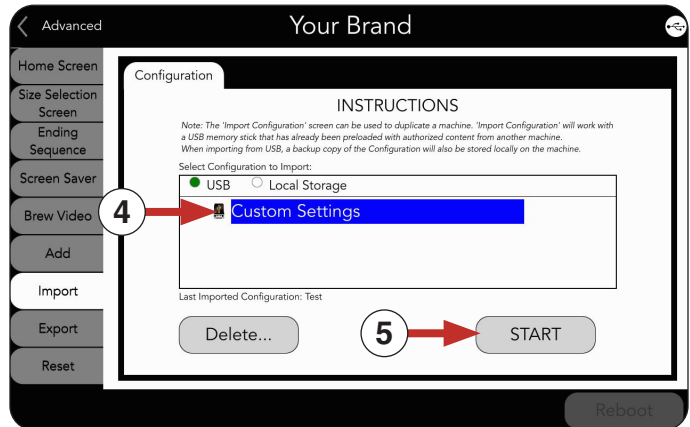 Advanced
Your Brand
Home Screen
Size Selection
Screen
Ending
Sequence
Screen Saver
Brew Video
Add
Import
Export
Reset
Configuration
INSTRUCTIONS
Note: The 'Import Configuration' screen can be used to duplicate a machine. 'Import Configuration' will work with
a USB memory stick that has already been preloaded with authorized content from another machine.
When importing from USB, a backup copy of the Configuration will also be stored locally on the machine.
Select Configuration to Import:
USB Local Storage
4
Custom Settings
Last Imported Configuration: Test
Delete...
5
START
Reboot